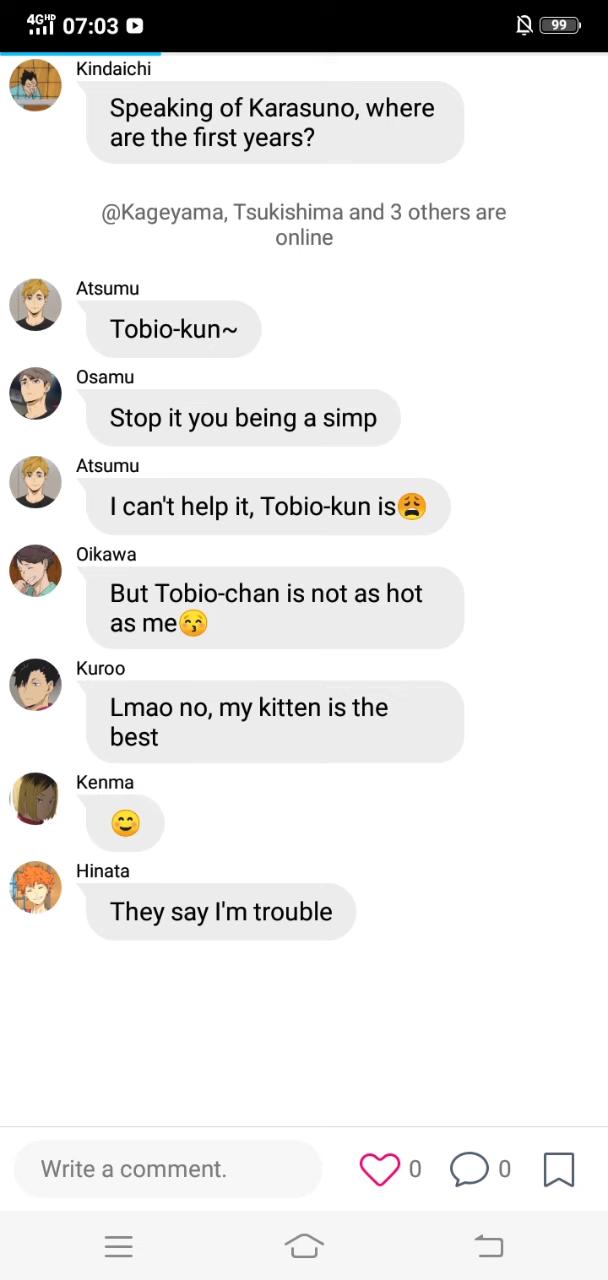 4G HD 07:03 99
Kindaichi
Speaking of Karasuno, where
are the first years?
@Kageyama, Tsukishima and 3 others are
online
Atsumu
Tobio-kun~
Osamu
Stop it you being a simp
Atsumu
I can't help it, Tobio-kun is😩
Oikawa
But Tobio-chan is not as hot
as me😚
Kuroo
Lmao no, my kitten is the
best
Kenma
😊
Hinata
They say I'm trouble
Write a comment. 0 0